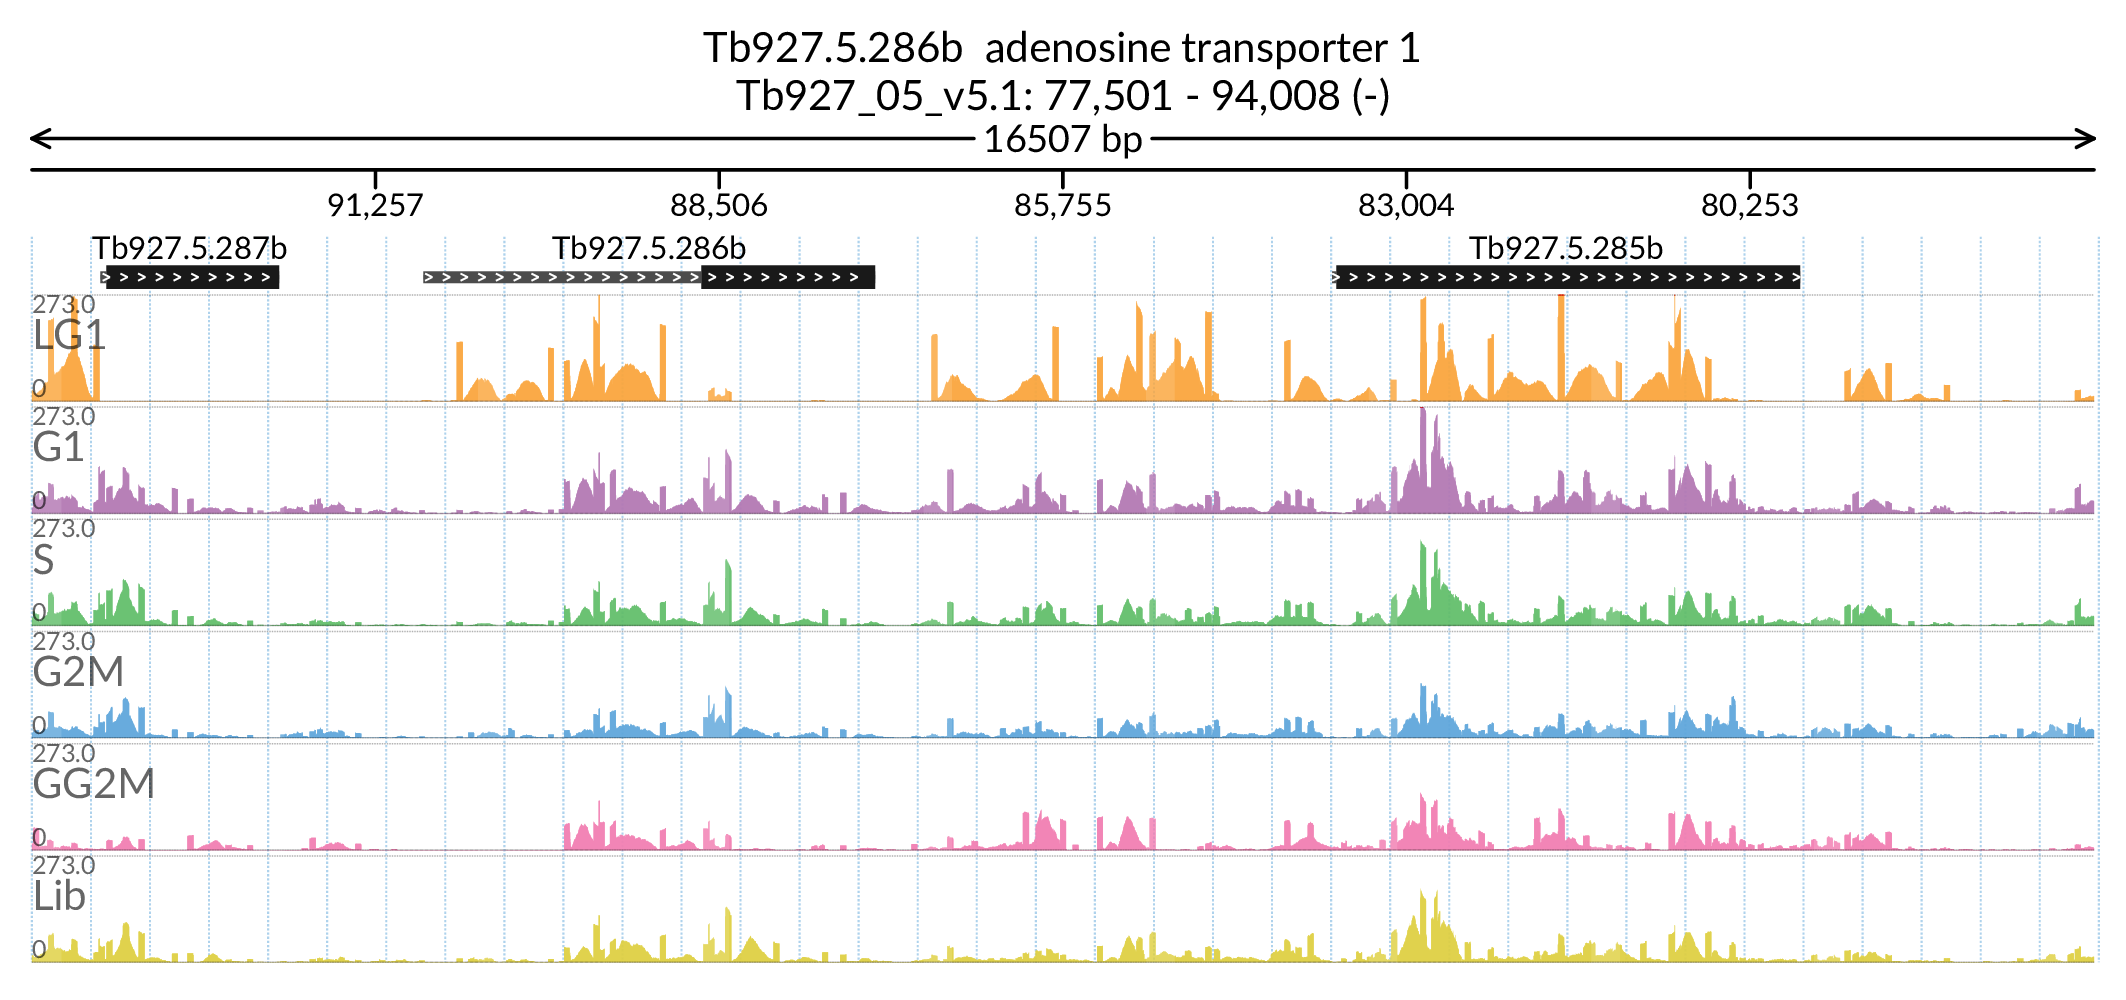 Tb927.5.286b  adenosine transporter 1
Tb927_05_v5.1: 77,501 - 94,008 (-)
16507 bp
91,257 88,506 85,755 83,004 80,253
Tb927.5.287b Tb927.5.286b Tb927.5.285b
273.0
LG1
0
273.0
G1
0
273.0
S
0
273.0
G2M
0
273.0
GG2M
0
273.0
Lib
0